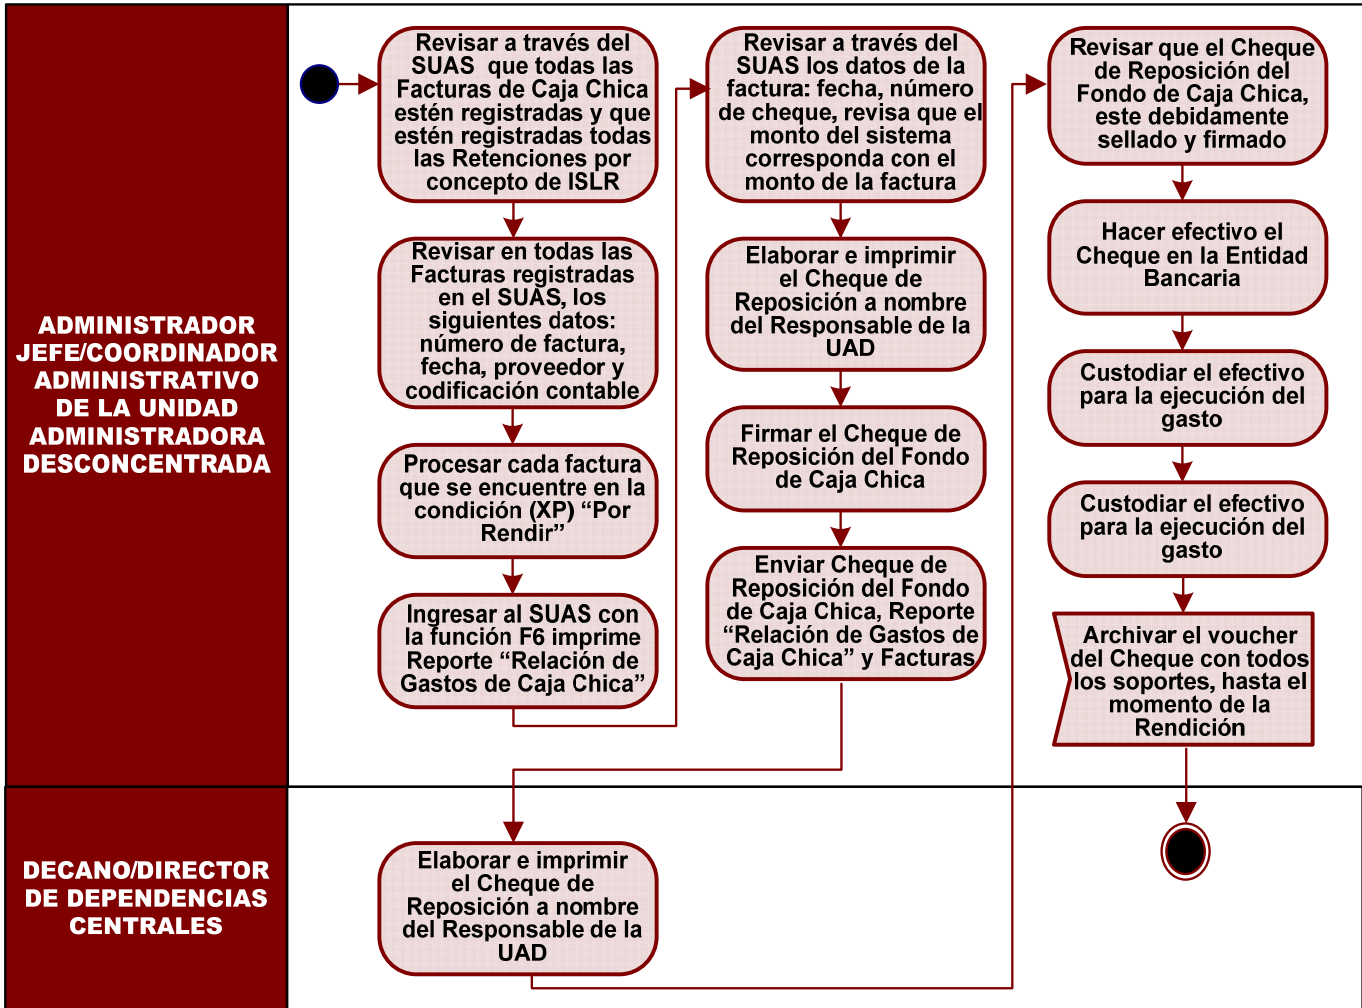 ADMINISTRADOR
JEFE/COORDINADOR
ADMINISTRATIVO
DE LA UNIDAD
ADMINISTRADORA
DESCONCENTRADA
Revisar a través del
SUAS que todas las
Facturas de Caja Chica
estén registradas y que
estén registradas todas
las Retenciones por
concepto de ISLR
Revisar en todas las
Facturas registradas
en el SUAS, los
siguientes datos:
número de factura,
fecha, proveedor y
codificación contable
Procesar cada factura
que se encuentre en la
condición (XP) “Por
Rendir”
Ingresar al SUAS con
la función F6 imprime
Reporte “Relación de
Gastos de Caja Chica”
Revisar a través del
SUAS los datos de la
factura: fecha, número
de cheque, revisa que el
monto del sistema
corresponda con el
monto de la factura
Elaborar e imprimir
el Cheque de
Reposición a nombre
del Responsable de la
UAD
Firmar el Cheque de
Reposición del Fondo
de Caja Chica
Enviar Cheque de
Reposición del Fondo
de Caja Chica, Reporte
“Relación de Gastos de
Caja Chica” y Facturas
Revisar que el Cheque
de Reposición del
Fondo de Caja Chica,
este debidamente
sellado y firmado
Hacer efectivo el
Cheque en la Entidad
Bancaria
Custodiar el efectivo
para la ejecución del
gasto
Custodiar el efectivo
para la ejecución del
gasto
Archivar el voucher
del Cheque con todos
los soportes, hasta el
momento de la
Rendición
DECANO/DIRECTOR
DE DEPENDENCIAS
CENTRALES
Elaborar e imprimir
el Cheque de
Reposición a nombre
del Responsable de la
UAD